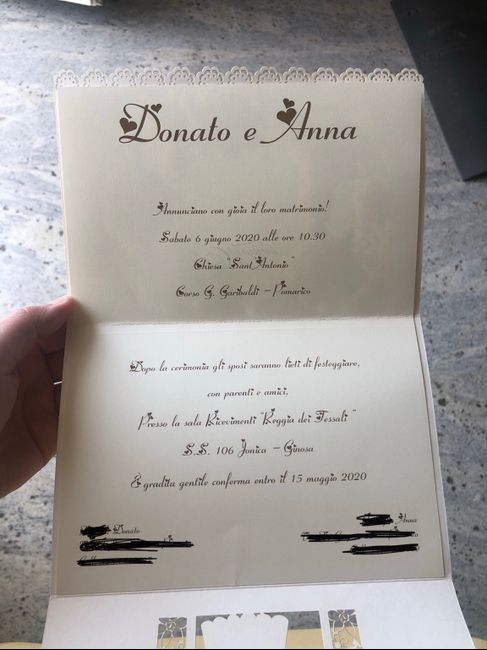 Donato e Anna
Annunciano con gioia il loro matrimonio!
Sabato 6 giugno 2020 alle ore 10.30
Chiesa "Sant'Antonio"
Corso G. Garibaldi – Pomarico
Dopo la cerimonia gli sposi saranno lieti di festeggiare,
con parenti e amici,
Presso la sala Ricevimenti "Reggia dei Tessali"
S.S. 106 Jonica – Ginosa
È gradita gentile conferma entro il 15 maggio 2020
Donato
Anna